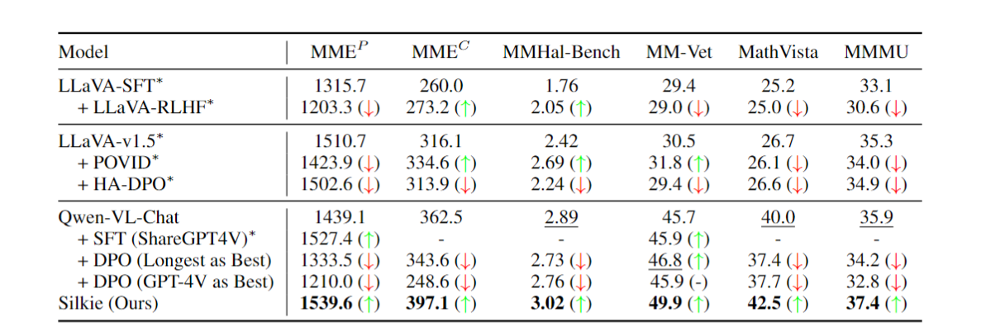 Model MME^P MME^C MMHal-Bench MM-Vet MathVista MMMU
LLaVA-SFT* 1315.7 260.0 1.76 29.4 25.2 33.1
+ LLaVA-RLHF* 1203.3 (↓) 273.2 (↑) 2.05 (↑) 29.0 (↓) 25.0 (↓) 30.6 (↓)
LLaVA-v1.5* 1510.7 316.1 2.42 30.5 26.7 35.3
+ POVID* 1423.9 (↓) 334.6 (↑) 2.69 (↑) 31.8 (↑) 26.1 (↓) 34.0 (↓)
+ HA-DPO* 1502.6 (↓) 313.9 (↓) 2.24 (↓) 29.4 (↓) 26.6 (↓) 34.9 (↓)
Qwen-VL-Chat 1439.1 362.5 2.89 45.7 40.0 35.9
+ SFT (ShareGPT4V)* 1527.4 (↑) - - 45.9 (↑) - -
+ DPO (Longest as Best) 1333.5 (↓) 343.6 (↓) 2.73 (↓) 46.8 (↑) 37.4 (↓) 34.2 (↓)
+ DPO (GPT-4V as Best) 1210.0 (↓) 248.6 (↓) 2.76 (↓) 45.9 (-) 37.7 (↓) 32.8 (↓)
Silkie (Ours) 1539.6 (↑) 397.1 (↑) 3.02 (↑) 49.9 (↑) 42.5 (↑) 37.4 (↑)